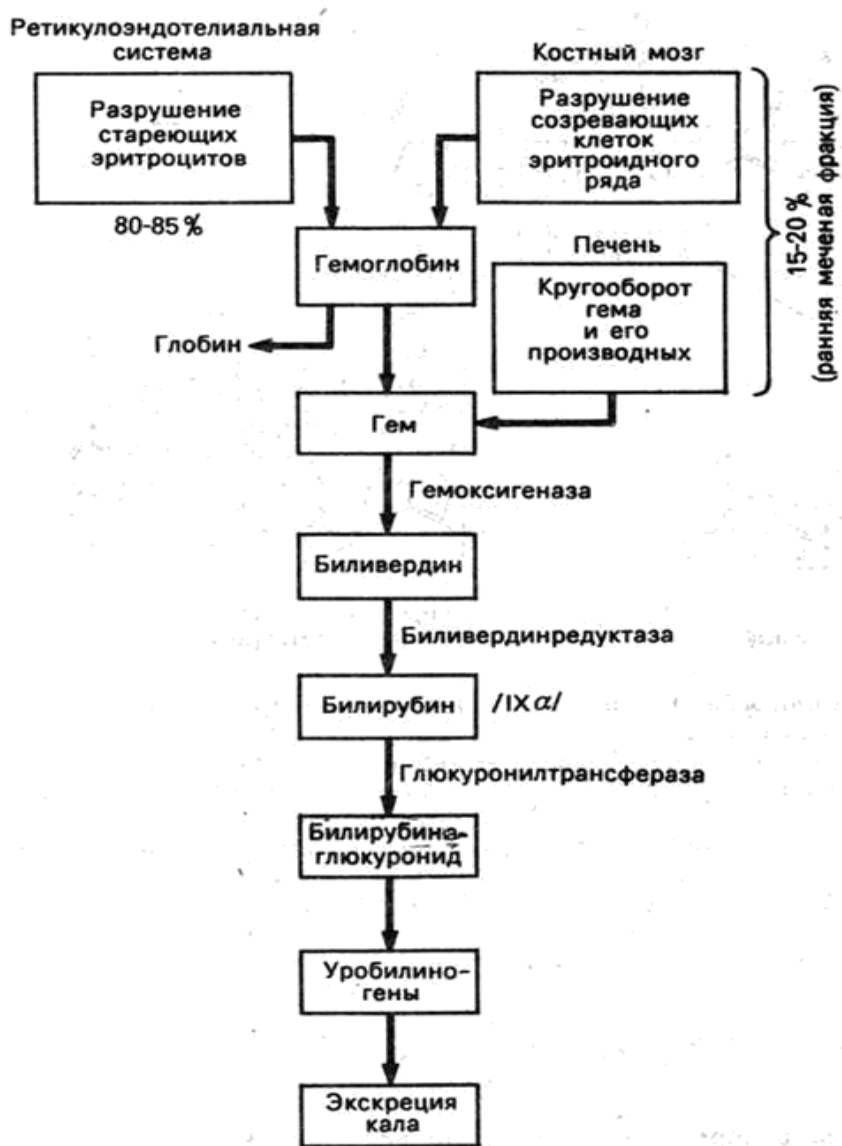 Ретикулоэндотелиальная
система
Разрушение
стареющих
эритроцитов
80-85 %
Костный мозг
Разрушение
созревающих
клеток
эритроидного
ряда
Печень
Кругооборот
гема
и его
производных
15-20 %
(ранняя меченая фракция)
Гемоглобин
Глобин
Гем
Гемоксигеназа
Биливердин
Биливердинредуктаза
Билирубин /IXα/
Глюкуронилтрансфераза
Билирубина-
глюкуронид
Уробилино-
гены
Экскреция
кала